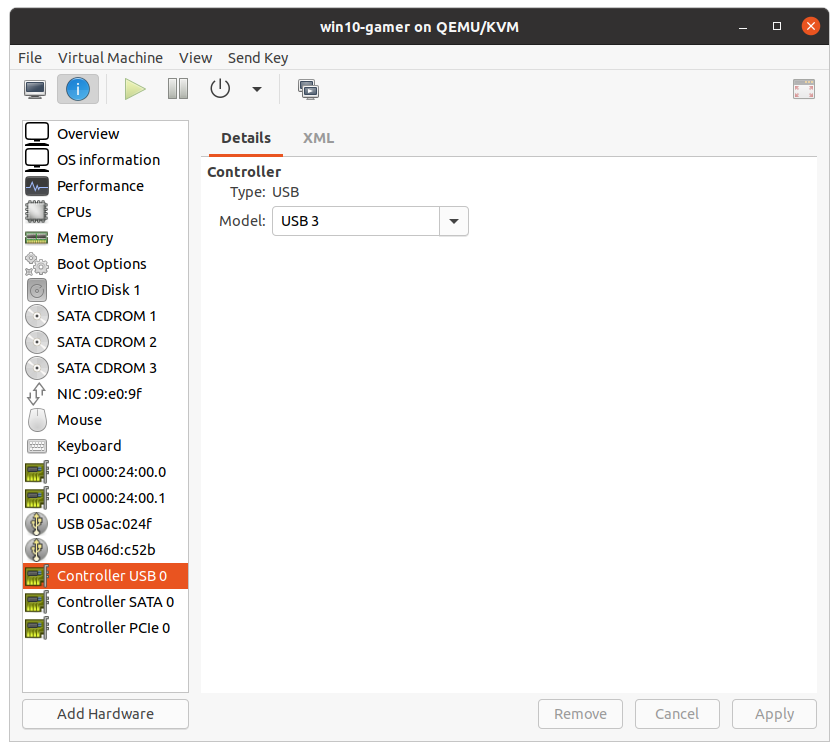 win10-gamer on QEMU/KVM
File Virtual Machine View Send Key
Overview
OS information
Performance
CPUs
Memory
Boot Options
VirtIO Disk 1
SATA CDROM 1
SATA CDROM 2
SATA CDROM 3
NIC :09:e0:9f
Mouse
Keyboard
PCI 0000:24:00.0
PCI 0000:24:00.1
USB 05ac:024f
USB 046d:c52b
Controller USB 0
Controller SATA 0
Controller PCIe 0
Add Hardware
Details XML
Controller
Type: USB
Model: USB 3
Remove Cancel Apply